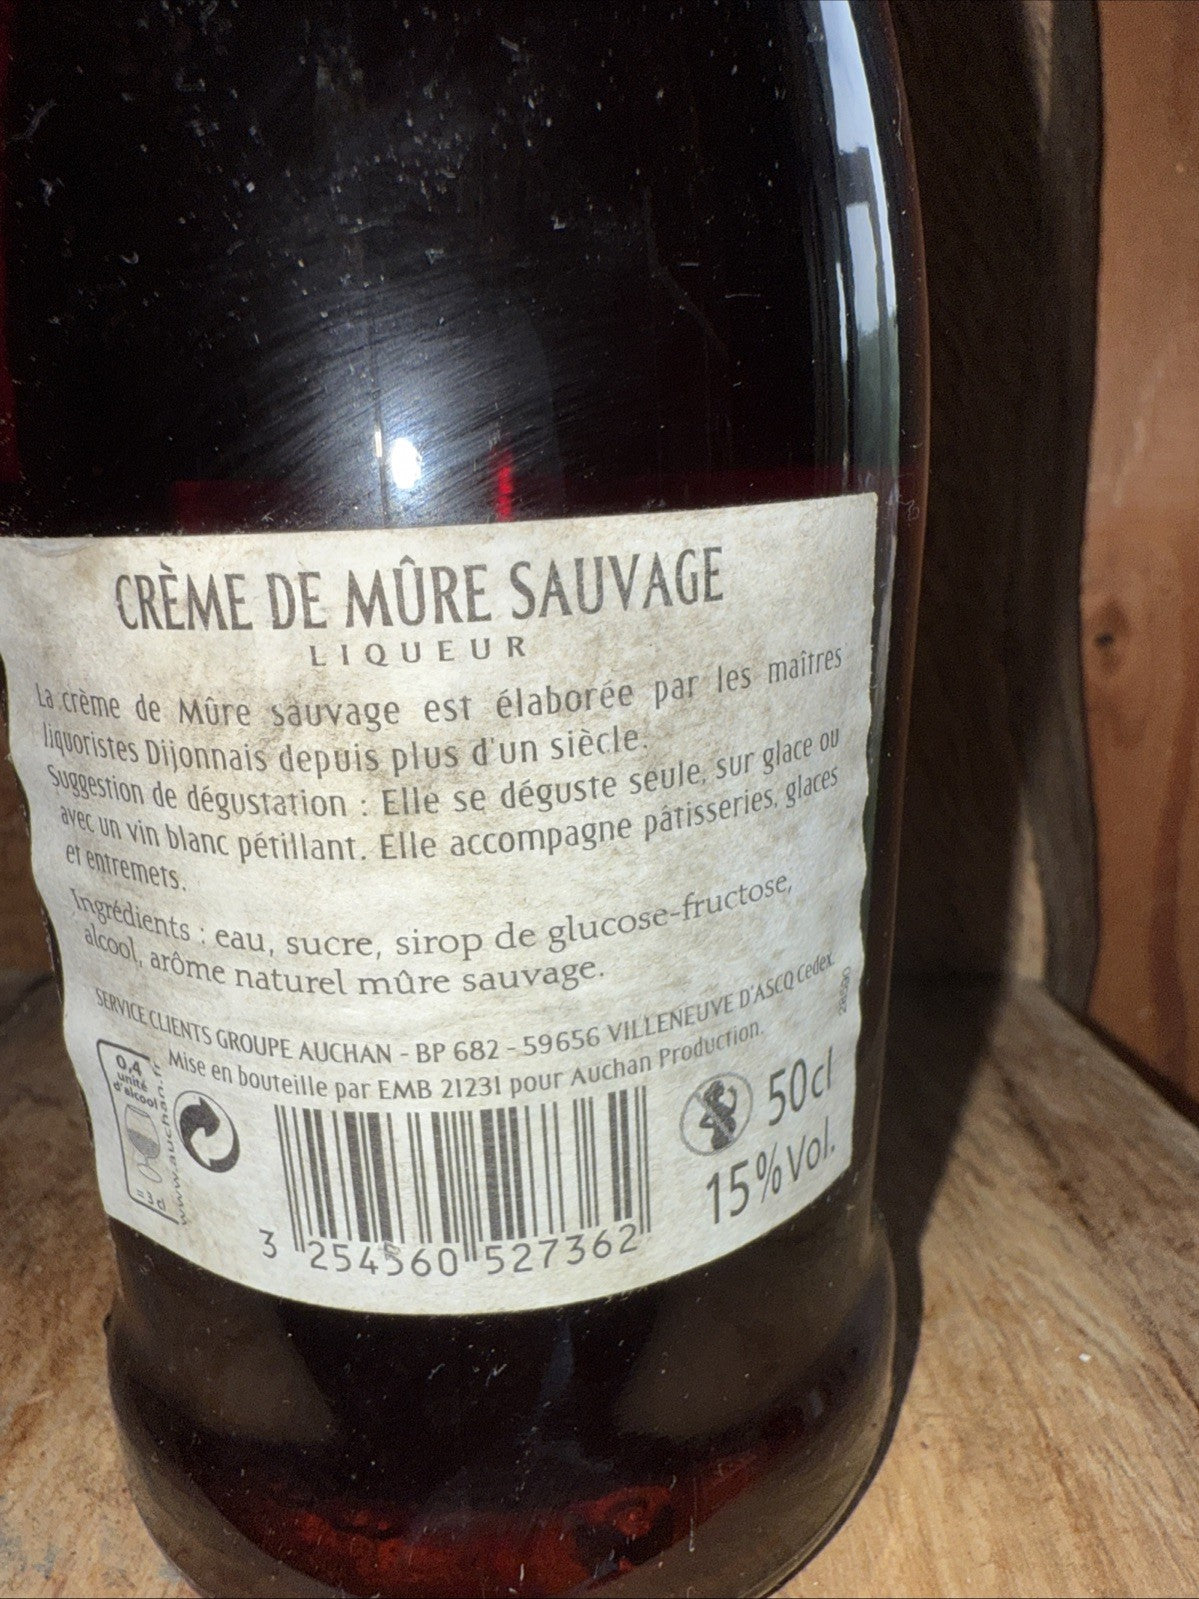 CRÈME DE MÛRE SAUVAGE
LIQUEUR
La crème de Mûre sauvage est élaborée par les maîtres
liquoristes Dijonnais depuis plus d'un siècle.
Suggestion de dégustation : Elle se déguste seule, sur glace ou
avec un vin blanc pétillant. Elle accompagne pâtisseries, glaces
et entremets.
Ingrédients : eau, sucre, sirop de glucose-fructose,
alcool, arôme naturel mûre sauvage.
SERVICE CLIENTS GROUPE AUCHAN - BP 682 - 59656 VILLENEUVE D'ASCQ Cedex.
Mise en bouteille par EMB 21231 pour Auchan Production.
0,4
unité
d'alcool
www.auchan.fr
50cl
15%Vol.
3 254560 527362